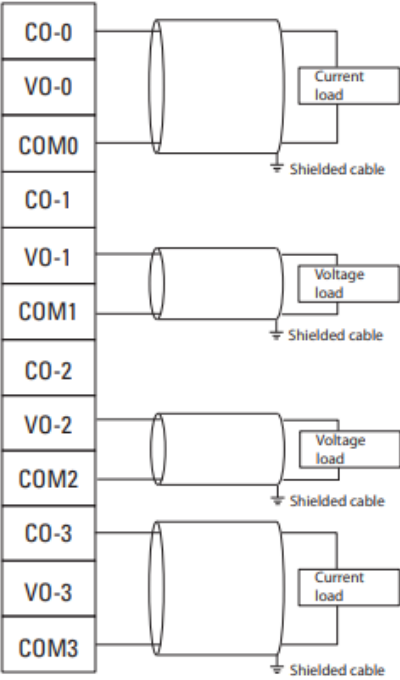 CO-0
VO-0
COM0
Current
load
Shielded cable
CO-1
VO-1
COM1
Voltage
load
Shielded cable
CO-2
VO-2
COM2
Voltage
load
Shielded cable
CO-3
VO-3
COM3
Current
load
Shielded cable